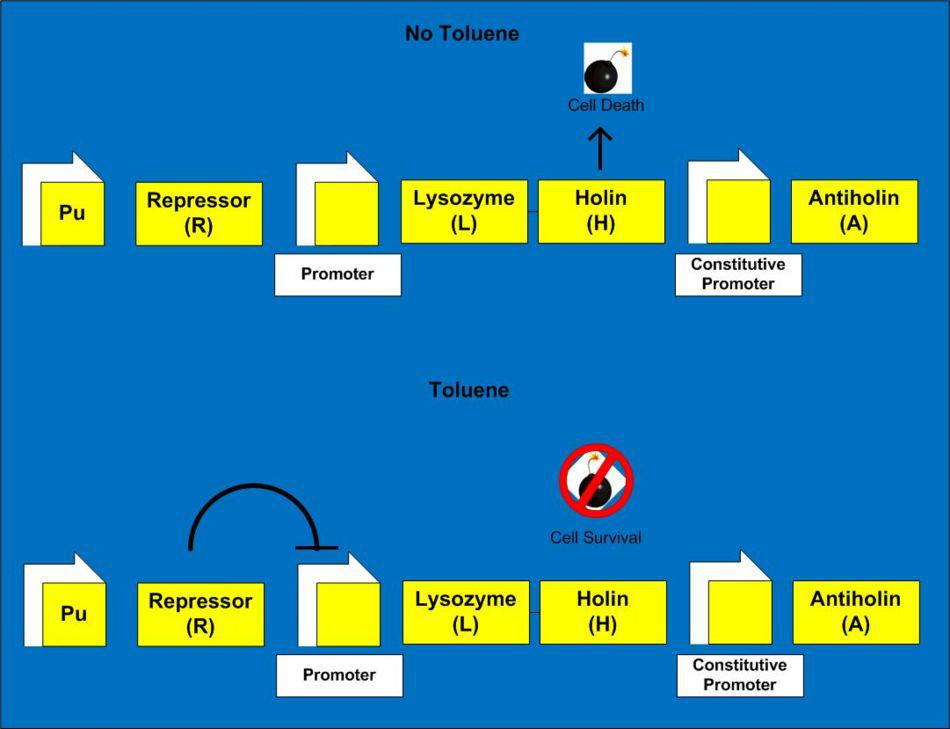 No Toluene
Cell Death
Pu
Repressor
(R)
Promoter
Lysozyme
(L)
Holin
(H)
Constitutive
Promoter
Antiholin
(A)
Toluene
Cell Survival
Pu
Repressor
(R)
Promoter
Lysozyme
(L)
Holin
(H)
Constitutive
Promoter
Antiholin
(A)